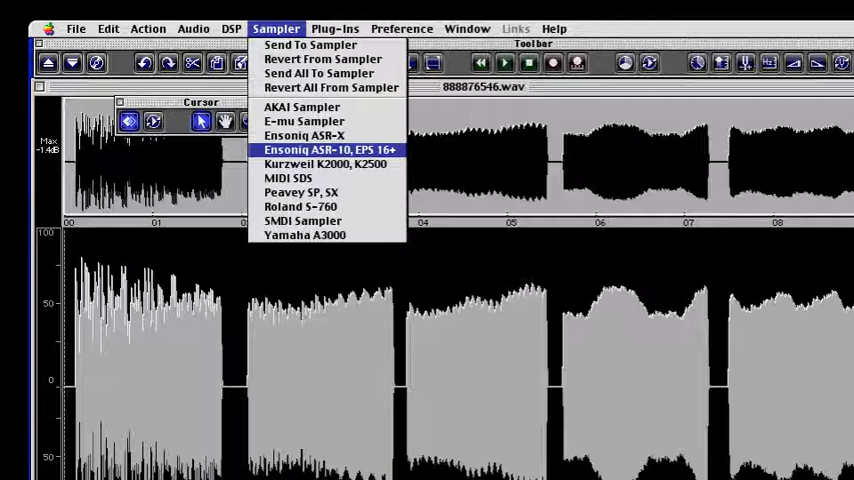 File Edit Action Audio DSP Sampler Plug-Ins Preference Window Links Help
Toolbar
Send To Sampler
Revert From Sampler
Send All To Sampler
Revert All From Sampler
888876546.wav
Cursor
AKAI Sampler
E-mu Sampler
Ensoniq ASR-X
Ensoniq ASR-10, EPS 16+
Kurzweil K2000, K2500
MIDI SDS
Peavey SP, SX
Roland S-760
SMDI Sampler
Yamaha A3000
Hz
Max
-1.4dB
00 01 04 05 06 07 08
100
50
0
50